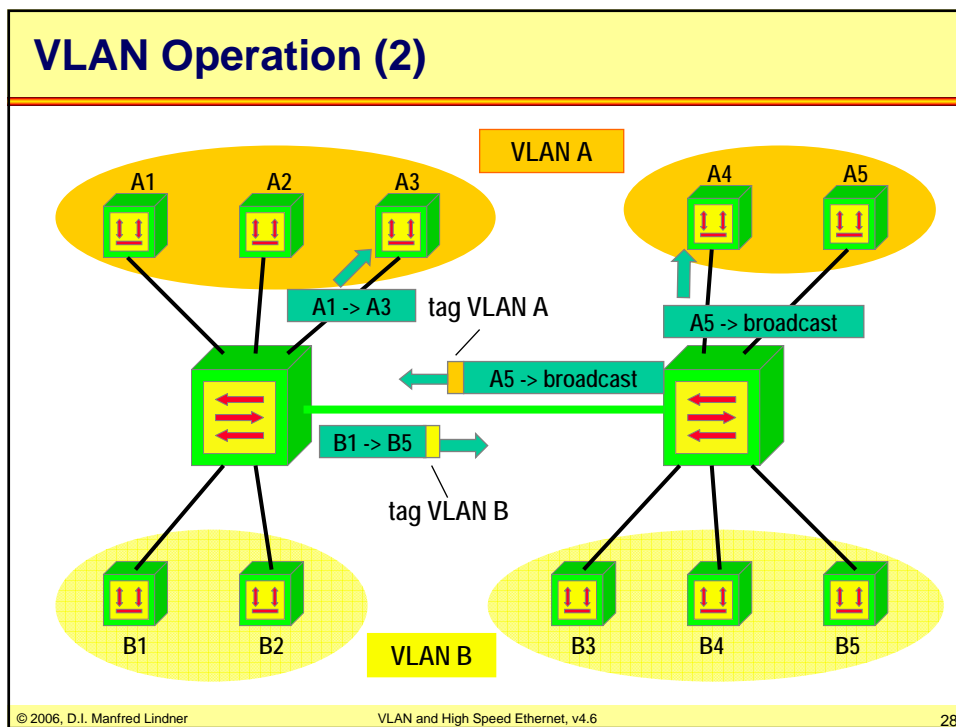 VLAN Operation (2)
VLAN A
A1
A2
A3
A4
A5
A1 -> A3
tag VLAN A
A5 -> broadcast
A5 -> broadcast
B1 -> B5
tag VLAN B
B1
B2
B3
B4
B5
VLAN B
© 2006, D.I. Manfred Lindner
VLAN and High Speed Ethernet, v4.6
28